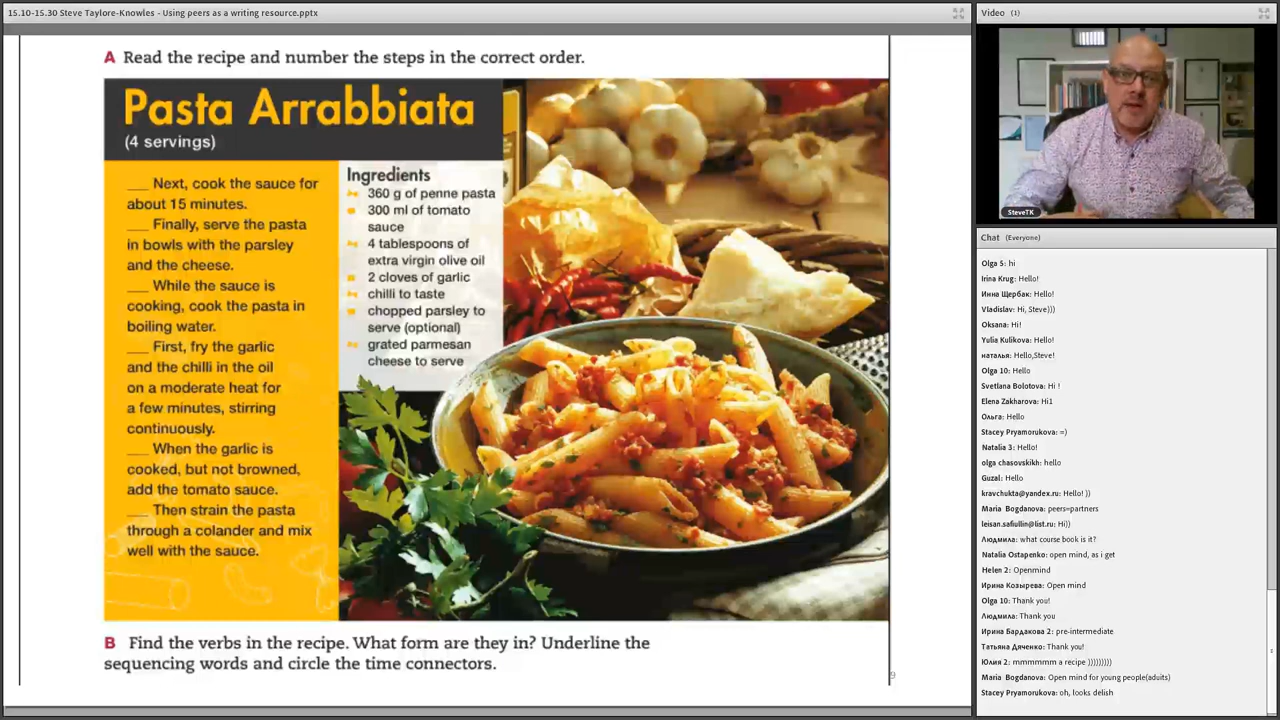 15.10-15.30 Steve Taylore-Knowles - Using peers as a writing resource.pptx
A Read the recipe and number the steps in the correct order.
Pasta Arrabbiata
(4 servings)
___ Next, cook the sauce for
about 15 minutes.
___ Finally, serve the pasta
in bowls with the parsley
and the cheese.
___ While the sauce is
cooking, cook the pasta in
boiling water.
___ First, fry the garlic
and the chilli in the oil
on a moderate heat for
a few minutes, stirring
continuously.
___ When the garlic is
cooked, but not browned,
add the tomato sauce.
___ Then strain the pasta
through a colander and mix
well with the sauce.
Ingredients
360 g of penne pasta
300 ml of tomato
sauce
4 tablespoons of
extra virgin olive oil
2 cloves of garlic
chilli to taste
chopped parsley to
serve (optional)
grated parmesan
cheese to serve
B Find the verbs in the recipe. What form are they in? Underline the
sequencing words and circle the time connectors.
9
Video (1)
SteveTK
Chat (Everyone)
Olga 5: hi
Irina Krug: Hello!
Инна Щербак: Hello!
Vladislav: Hi, Steve)))
Oksana: Hi!
Yulia Kulikova: Hello!
наталья: Hello,Steve!
Olga 10: Hello
Svetlana Bolotova: Hi !
Elena Zakharova: Hi1
Ольга: Hello
Stacey Pryamorukova: =)
Natalia 3: Hello!
olga chasovskikh: hello
Guzal: Hello
kravchukta@yandex.ru: Hello! ))
Maria Bogdanova: peers=partners
leisan.safiullin@list.ru: Hi))
Людмила: what course book is it?
Natalia Ostapenko: open mind, as i get
Helen 2: Openmind
Ирина Козырева: Open mind
Olga 10: Thank you!
Людмила: Thank you
Ирина Бардакова 2: pre-intermediate
Татьяна Дяченко: Thank you!
Юлия 2: mmmmmm a recipe )))))))))
Maria Bogdanova: Open mind for young people(adults)
Stacey Pryamorukova: oh, looks delish